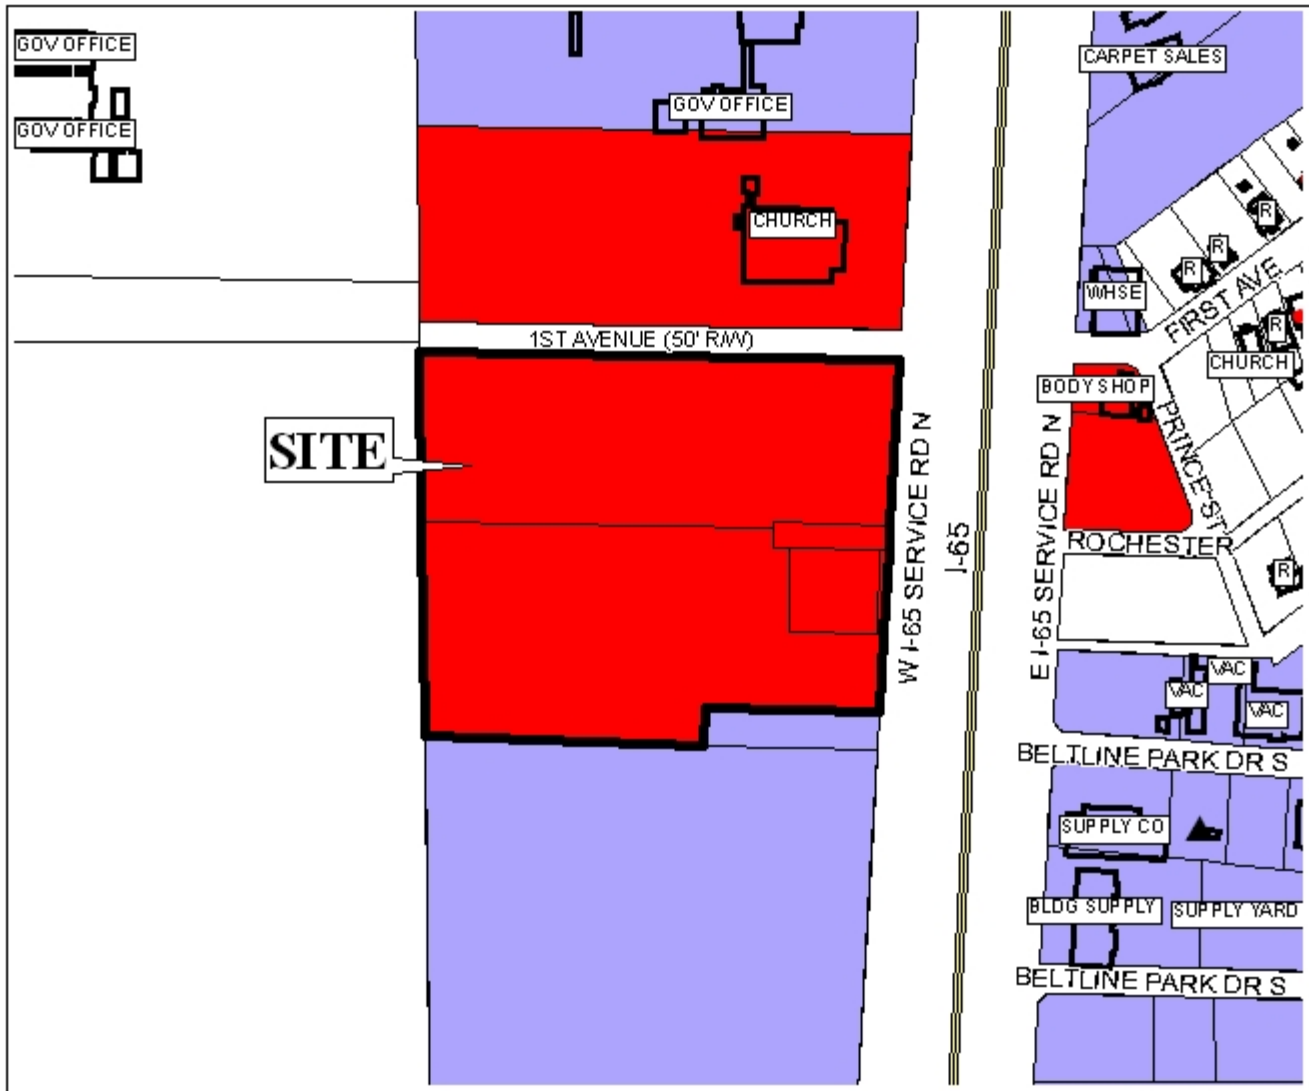 GOV OFFICE
CARPET SALES
GOV OFFICE
GOV OFFICE
R
CHURCH
R
R
WHSE
FIRST AVE
R
1ST AVENUE (50' R/W)
CHURCH
BODY SHOP
SITE
PRINCE ST
W I-65 SERVICE RD N
I-65
E I-65 SERVICE RD N
ROCHESTER
R
VAC
VAC
VAC
BELTLINE PARK DR S
SUPPLY CO
BLDG SUPPLY
SUPPLY YARD
BELTLINE PARK DR S